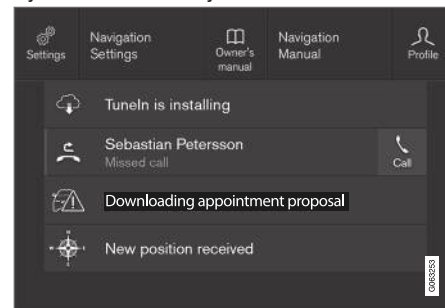 Settings
Navigation
Settings
Owner's
manual
Navigation
Manual
Profile
TuneIn is installing
Sebastian Petersson
Missed call
Call
Downloading appointment proposal
New position received
G063253